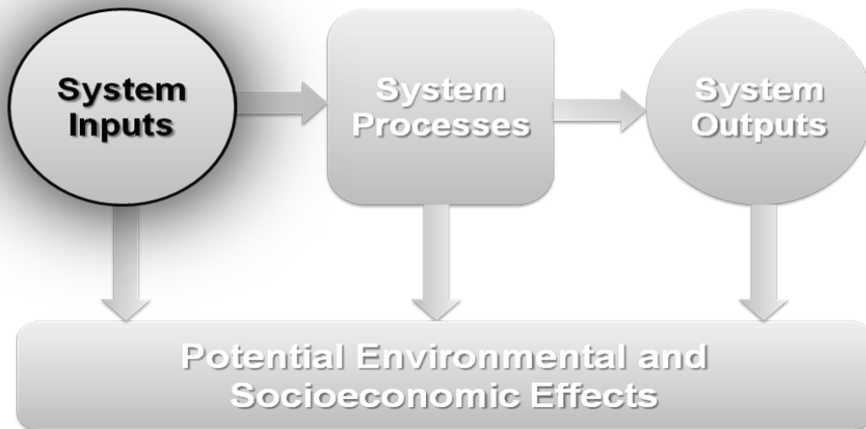 System
Inputs
System
Processes
System
Outputs
Potential Environmental and
Socioeconomic Effects